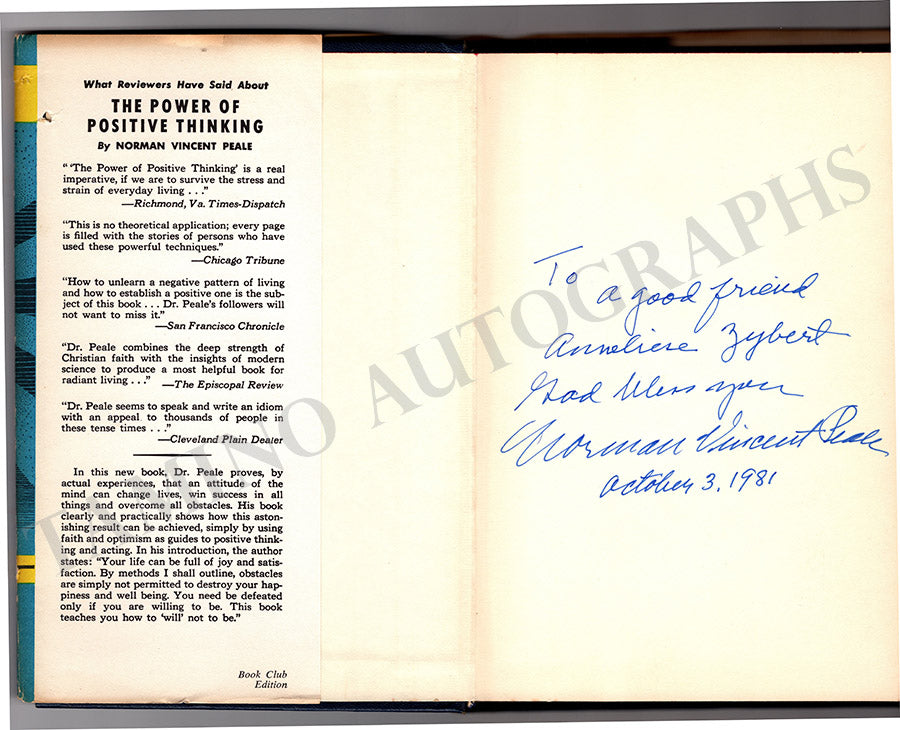 What Reviewers Have Said About
THE POWER OF
POSITIVE THINKING
By NORMAN VINCENT PEALE
"'The Power of Positive Thinking' is a real
imperative, if we are to survive the stress and
strain of everyday living . . ."
—Richmond, Va. Times-Dispatch
"This is no theoretical application; every page
is filled with the stories of persons who have
used these powerful techniques."
—Chicago Tribune
"How to unlearn a negative pattern of living
and how to establish a positive one is the sub-
ject of this book . . . Dr. Peale's followers will
not want to miss it."
—San Francisco Chronicle
"Dr. Peale combines the deep strength of
Christian faith with the insights of modern
science to produce a most helpful book for
radiant living . . ."
—The Episcopal Review
"Dr. Peale seems to speak and write an idiom
with an appeal to thousands of people in
these tense times . . ."
—Cleveland Plain Dealer
In this new book, Dr. Peale proves, by
actual experiences, that an attitude of the
mind can change lives, win success in all
things and overcome all obstacles. His book
clearly and practically shows how this aston-
ishing result can be achieved, simply by using
faith and optimism as guides to positive think-
ing and acting. In his introduction, the author
states: "Your life can be full of joy and satis-
faction. By methods I shall outline, obstacles
are simply not permitted to destroy your hap-
piness and well being. You need be defeated
only if you are willing to be. This book
teaches you how to 'will' not to be."
Book Club
Edition
To
a good friend
Anneliese Zybert
God bless you
Norman Vincent Peale
October 3, 1981
TAMINO AUTOGRAPHS